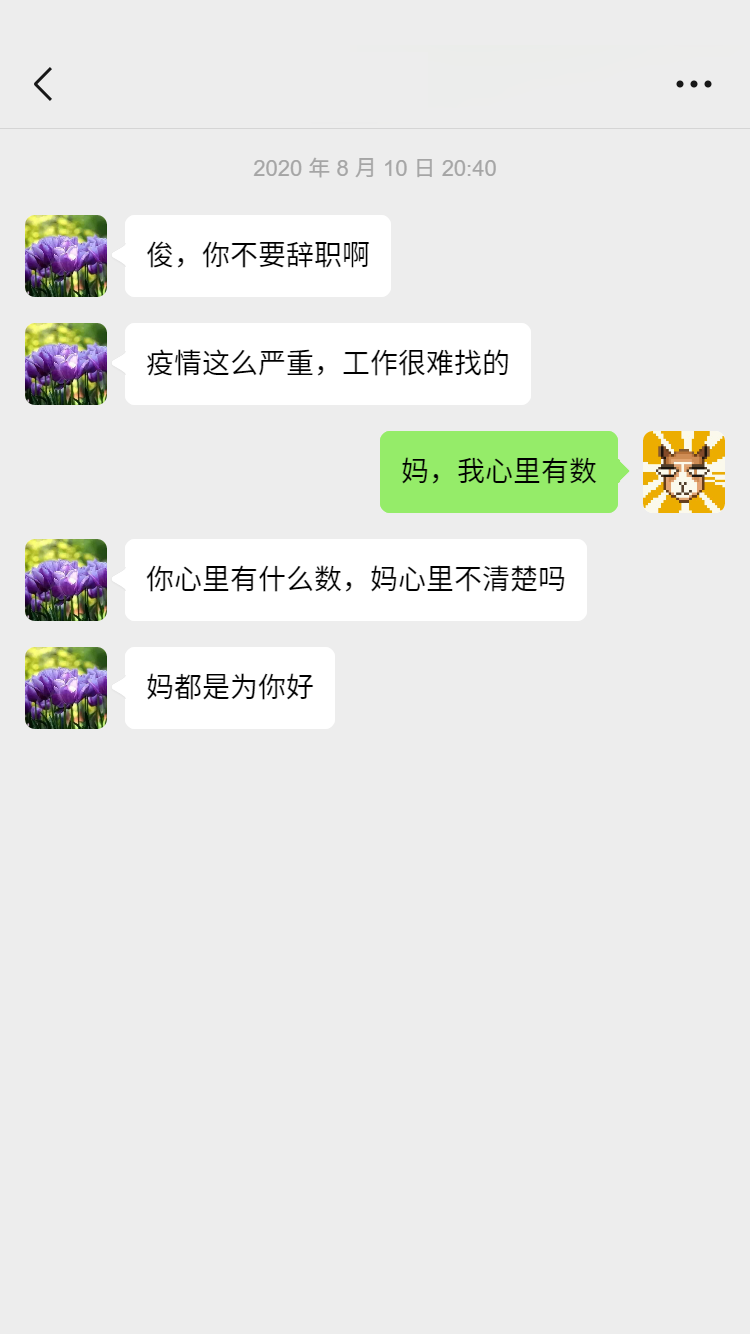 2020 年 8 月 10 日 20:40
俊，你不要辞职啊
疫情这么严重，工作很难找的
妈，我心里有数
你心里有什么数，妈心里不清楚吗
妈都是为你好